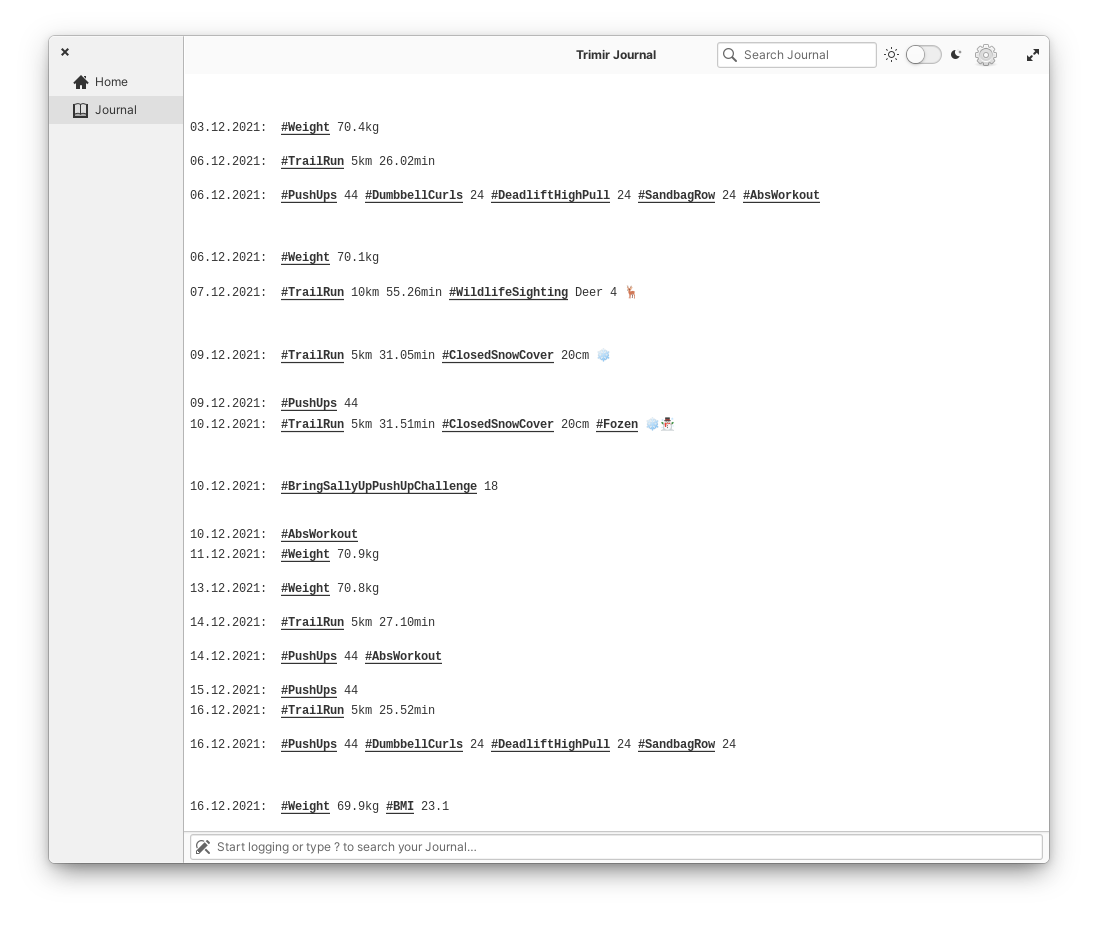 Trimir Journal
Search Journal
Home
Journal
03.12.2021: #Weight 70.4kg
06.12.2021: #TrailRun 5km 26.02min
06.12.2021: #PushUps 44 #DumbbellCurls 24 #DeadliftHighPull 24 #SandbagRow 24 #AbsWorkout
06.12.2021: #Weight 70.1kg
07.12.2021: #TrailRun 10km 55.26min #WildlifeSighting Deer 4 🦌
09.12.2021: #TrailRun 5km 31.05min #ClosedSnowCover 20cm ❄️
09.12.2021: #PushUps 44
10.12.2021: #TrailRun 5km 31.51min #ClosedSnowCover 20cm #Fozen ❄️☃️
10.12.2021: #BringSallyUpPushUpChallenge 18
10.12.2021: #AbsWorkout
11.12.2021: #Weight 70.9kg
13.12.2021: #Weight 70.8kg
14.12.2021: #TrailRun 5km 27.10min
14.12.2021: #PushUps 44 #AbsWorkout
15.12.2021: #PushUps 44
16.12.2021: #TrailRun 5km 25.52min
16.12.2021: #PushUps 44 #DumbbellCurls 24 #DeadliftHighPull 24 #SandbagRow 24
16.12.2021: #Weight 69.9kg #BMI 23.1
Start logging or type ? to search your Journal...